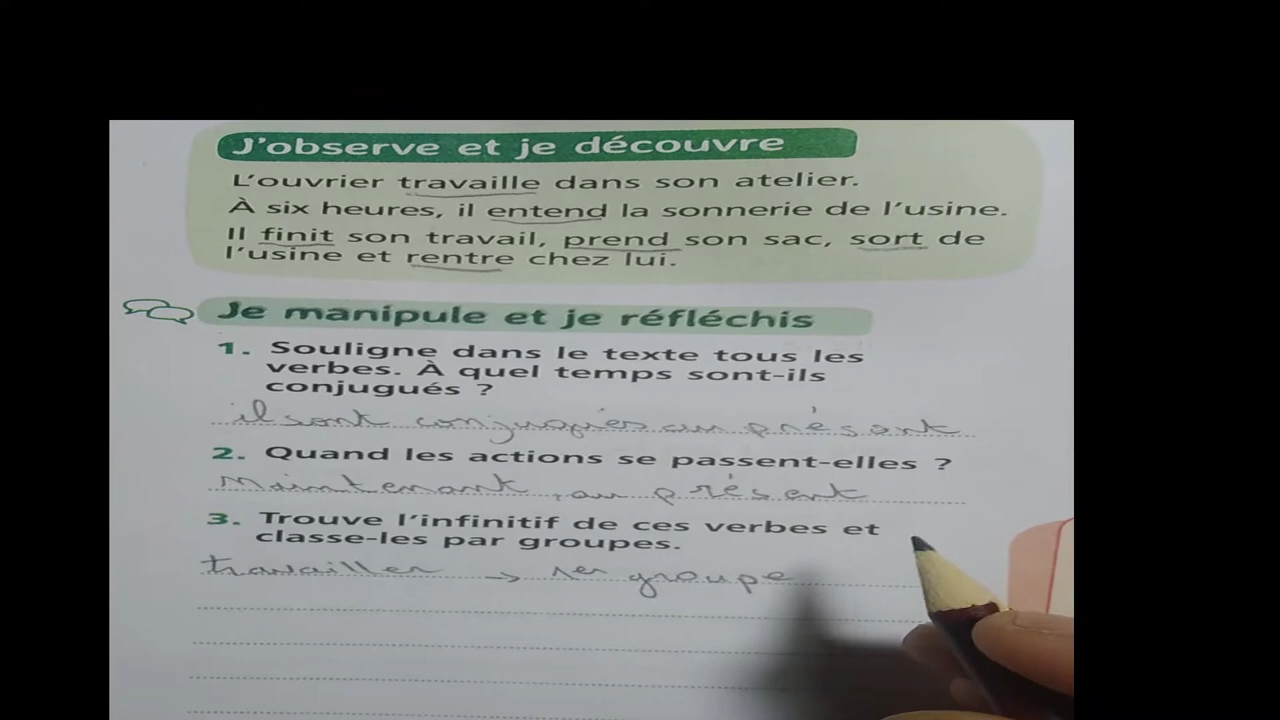 J'observe et je découvre
L'ouvrier travaille dans son atelier.
À six heures, il entend la sonnerie de l'usine.
Il finit son travail, prend son sac, sort de
l'usine et rentre chez lui.
Je manipule et je réfléchis
1. Souligne dans le texte tous les
verbes. À quel temps sont-ils
conjugués ?
il sont conjugués au présent
2. Quand les actions se passent-elles ?
Maintenant, au présent
3. Trouve l'infinitif de ces verbes et
classe-les par groupes.
travailler → 1er groupe